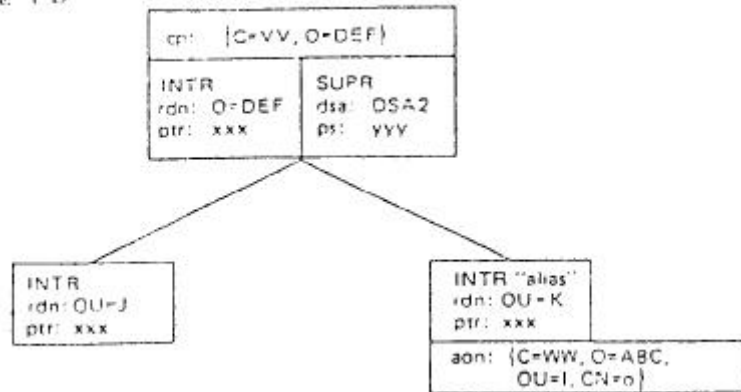 cp: {C=VV, O=DEF}
INTR
rdn: O=DEF
ptr: xxx
SUPR
dsa: DSA2
ps: yyy
INTR
rdn: OU=J
ptr: xxx
INTR "alias"
rdn: OU=K
ptr: xxx
aon: {C=WW, O=ABC,
OU=I, CN=o}